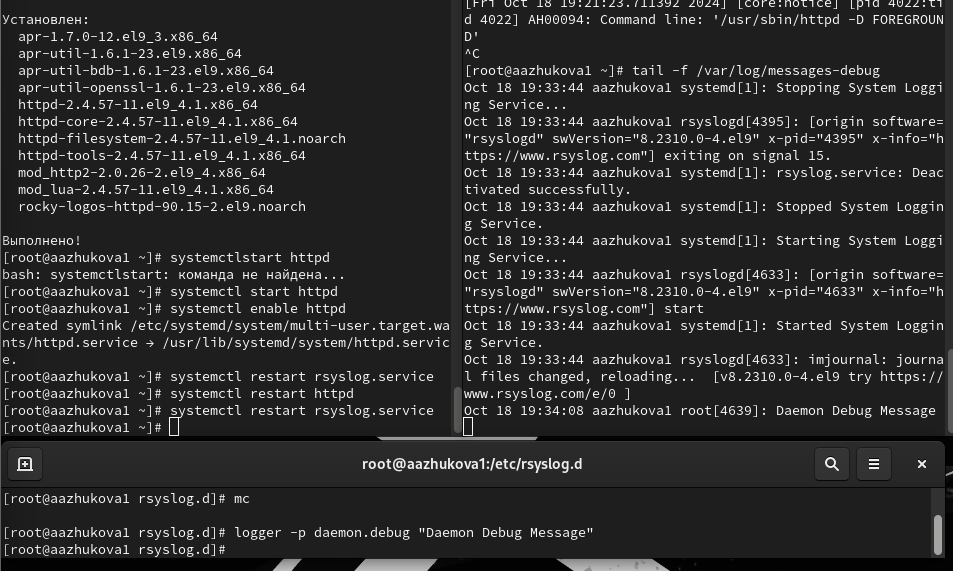 Установлен:
  apr-1.7.0-12.el9_3.x86_64
  apr-util-1.6.1-23.el9.x86_64
  apr-util-bdb-1.6.1-23.el9.x86_64
  apr-util-openssl-1.6.1-23.el9.x86_64
  httpd-2.4.57-11.el9_4.1.x86_64
  httpd-core-2.4.57-11.el9_4.1.x86_64
  httpd-filesystem-2.4.57-11.el9_4.1.noarch
  httpd-tools-2.4.57-11.el9_4.1.x86_64
  mod_http2-2.0.26-2.el9_4.x86_64
  mod_lua-2.4.57-11.el9_4.1.x86_64
  rocky-logos-httpd-90.15-2.el9.noarch
Выполнено!
[root@aazhukova1 ~]# systemctlstart httpd
bash: systemctlstart: команда не найдена...
[root@aazhukova1 ~]# systemctl start httpd
[root@aazhukova1 ~]# systemctl enable httpd
Created symlink /etc/systemd/system/multi-user.target.wa
nts/httpd.service → /usr/lib/systemd/system/httpd.servic
e.
[root@aazhukova1 ~]# systemctl restart rsyslog.service
[root@aazhukova1 ~]# systemctl restart httpd
[root@aazhukova1 ~]# systemctl restart rsyslog.service
[root@aazhukova1 ~]#
[Fri Oct 18 19:21:23.711392 2024] [core:notice] [pid 4022:ti
d 4022] AH00094: Command line: '/usr/sbin/httpd -D FOREGROUN
D'
^C
[root@aazhukova1 ~]# tail -f /var/log/messages-debug
Oct 18 19:33:44 aazhukova1 systemd[1]: Stopping System Loggi
ng Service...
Oct 18 19:33:44 aazhukova1 rsyslogd[4395]: [origin software=
"rsyslogd" swVersion="8.2310.0-4.el9" x-pid="4395" x-info="h
ttps://www.rsyslog.com"] exiting on signal 15.
Oct 18 19:33:44 aazhukova1 systemd[1]: rsyslog.service: Deac
tivated successfully.
Oct 18 19:33:44 aazhukova1 systemd[1]: Stopped System Loggin
g Service.
Oct 18 19:33:44 aazhukova1 systemd[1]: Starting System Loggi
ng Service...
Oct 18 19:33:44 aazhukova1 rsyslogd[4633]: [origin software=
"rsyslogd" swVersion="8.2310.0-4.el9" x-pid="4633" x-info="h
ttps://www.rsyslog.com"] start
Oct 18 19:33:44 aazhukova1 systemd[1]: Started System Loggin
g Service.
Oct 18 19:33:44 aazhukova1 rsyslogd[4633]: imjournal: journa
l files changed, reloading...  [v8.2310.0-4.el9 try https://
www.rsyslog.com/e/0 ]
Oct 18 19:34:08 aazhukova1 root[4639]: Daemon Debug Message
root@aazhukova1:/etc/rsyslog.d
[root@aazhukova1 rsyslog.d]# mc
[root@aazhukova1 rsyslog.d]# logger -p daemon.debug "Daemon Debug Message"
[root@aazhukova1 rsyslog.d]#